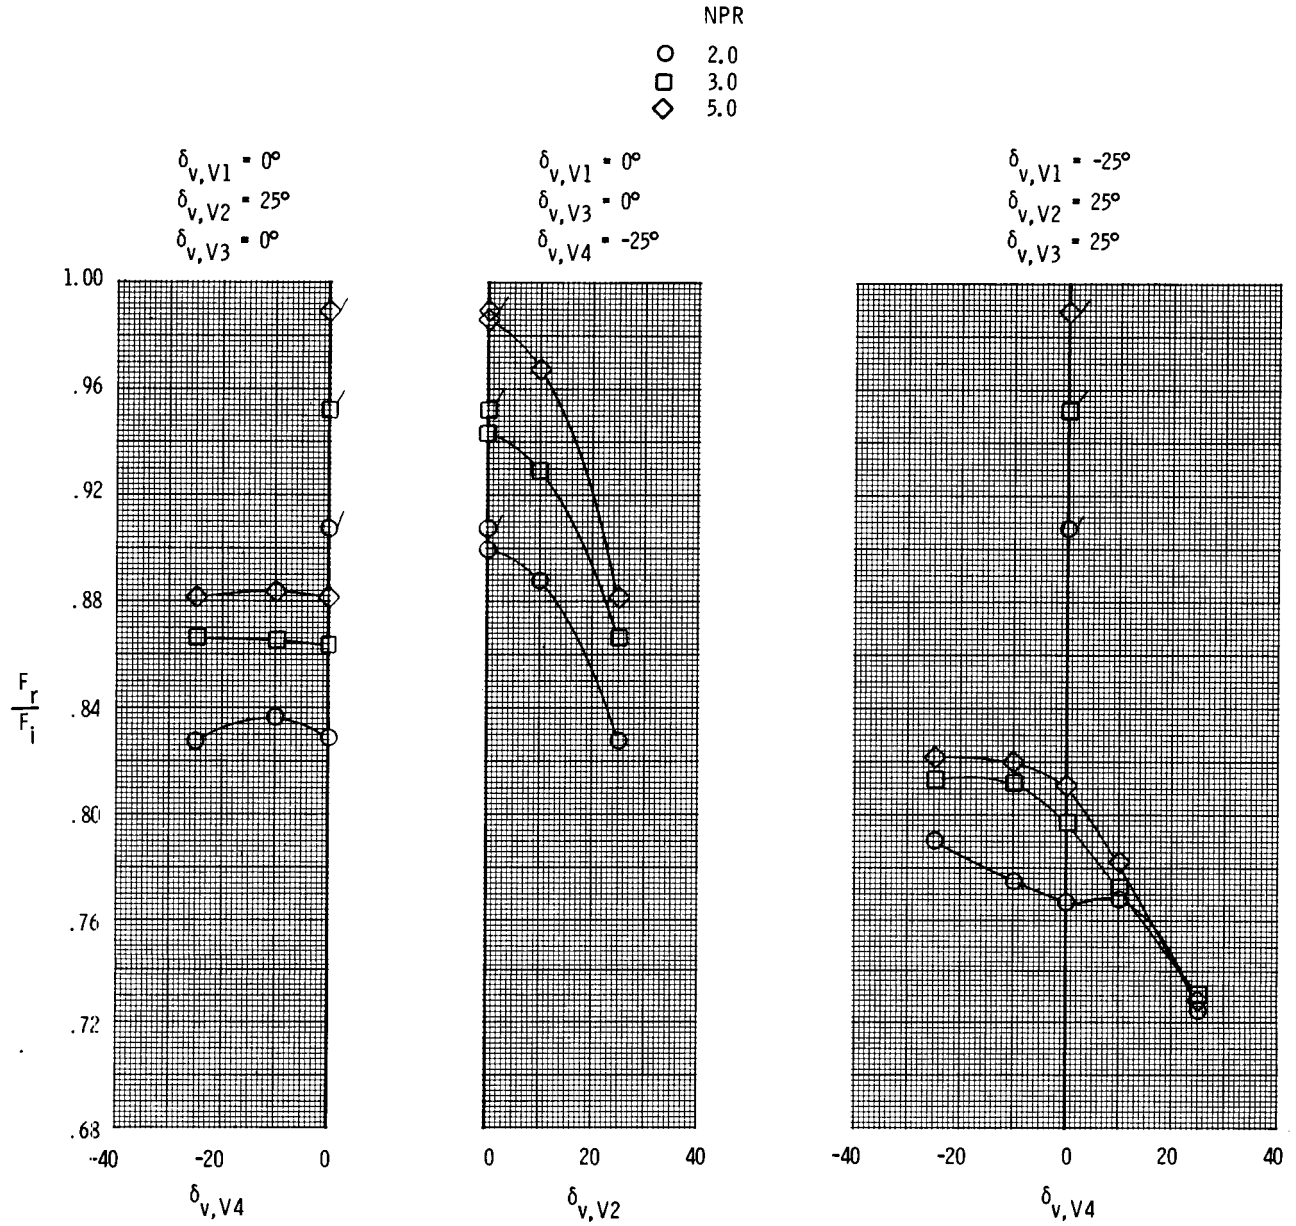 NPR
2.0
3.0
5.0
δv,V1 = 0°
δv,V2 = 25°
δv,V3 = 0°
δv,V1 = 0°
δv,V3 = 0°
δv,V4 = -25°
δv,V1 = -25°
δv,V2 = 25°
δv,V3 = 25°
1.00
.96
.92
.88
.84
.80
.76
.72
.68
Fr
Fi
-40 -20 0
0 20 40
-40 -20 0 20 40
δv,V4
δv,V2
δv,V4